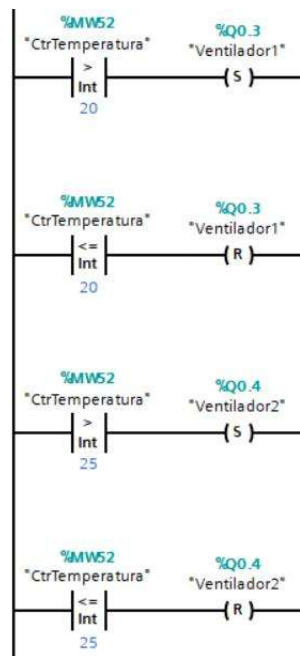 %MW52 %Q0.3
"CtrTemperatura" "Ventilador1"
> S
Int
20
%MW52 %Q0.3
"CtrTemperatura" "Ventilador1"
<= R
Int
20
%MW52 %Q0.4
"CtrTemperatura" "Ventilador2"
> S
Int
25
%MW52 %Q0.4
"CtrTemperatura" "Ventilador2"
<= R
Int
25